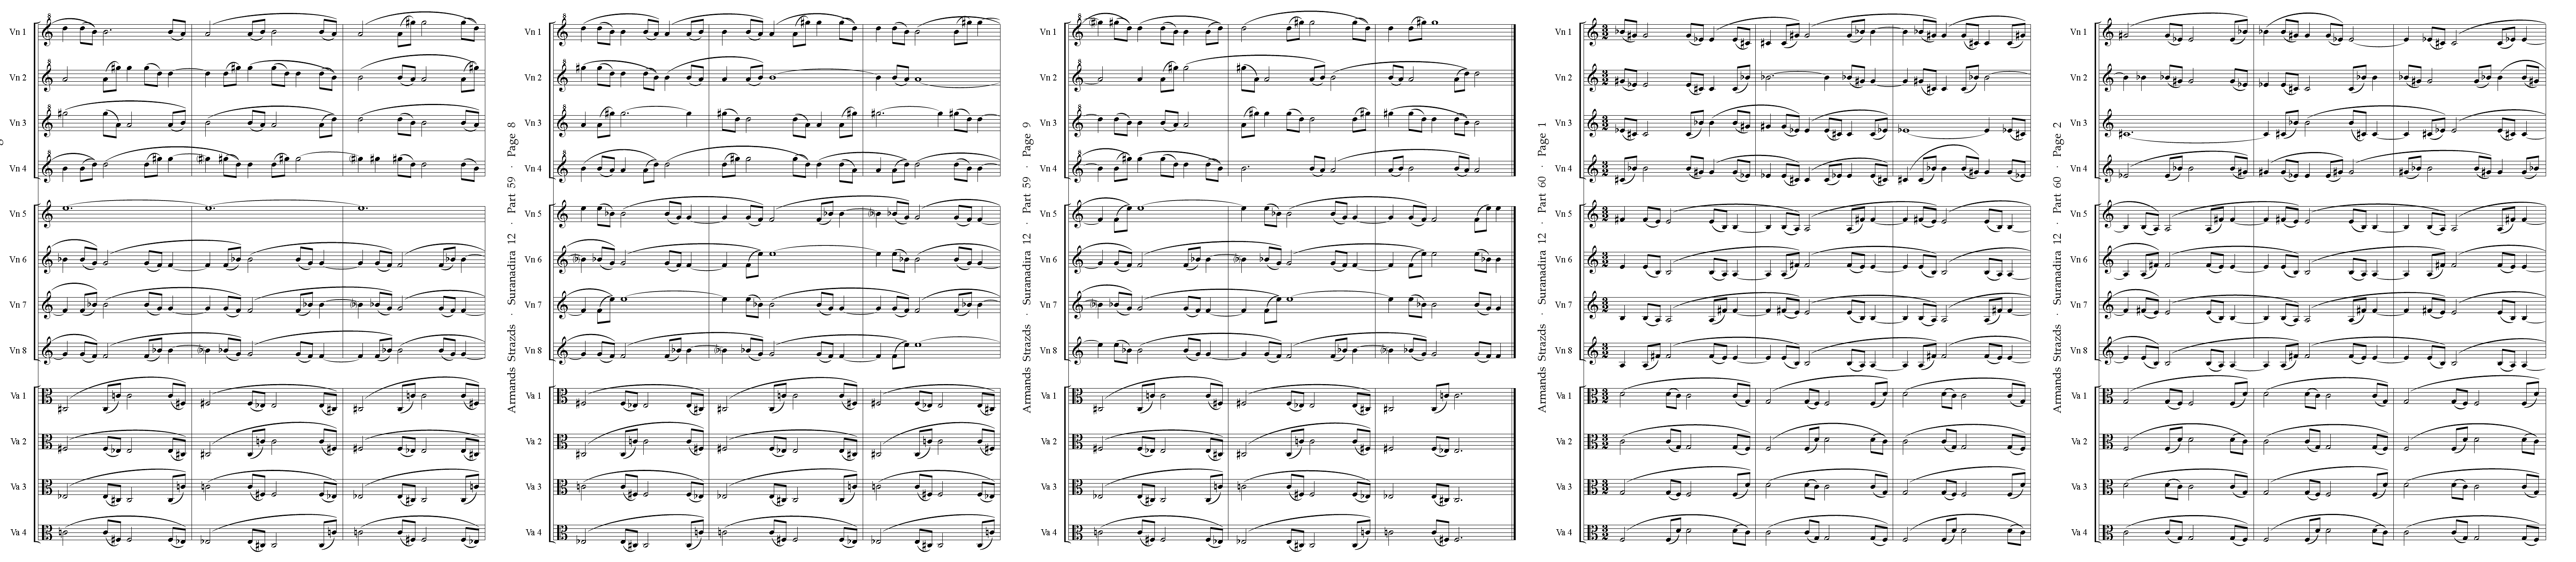 Vn 1
Vn 2
Vn 3
Vn 4
Vn 5
Vn 6
Vn 7
Vn 8
Va 1
Va 2
Va 3
Va 4
Armands Strazds · Suranadira 12 · Part 59 · Page 8
Vn 1
Vn 2
Vn 3
Vn 4
Vn 5
Vn 6
Vn 7
Vn 8
Va 1
Va 2
Va 3
Va 4
Armands Strazds · Suranadira 12 · Part 59 · Page 9
Vn 1
Vn 2
Vn 3
Vn 4
Vn 5
Vn 6
Vn 7
Vn 8
Va 1
Va 2
Va 3
Va 4
Armands Strazds · Suranadira 12 · Part 60 · Page 1
Vn 1
Vn 2
Vn 3
Vn 4
Vn 5
Vn 6
Vn 7
Vn 8
Va 1
Va 2
Va 3
Va 4
Armands Strazds · Suranadira 12 · Part 60 · Page 2
Vn 1
Vn 2
Vn 3
Vn 4
Vn 5
Vn 6
Vn 7
Vn 8
Va 1
Va 2
Va 3
Va 4